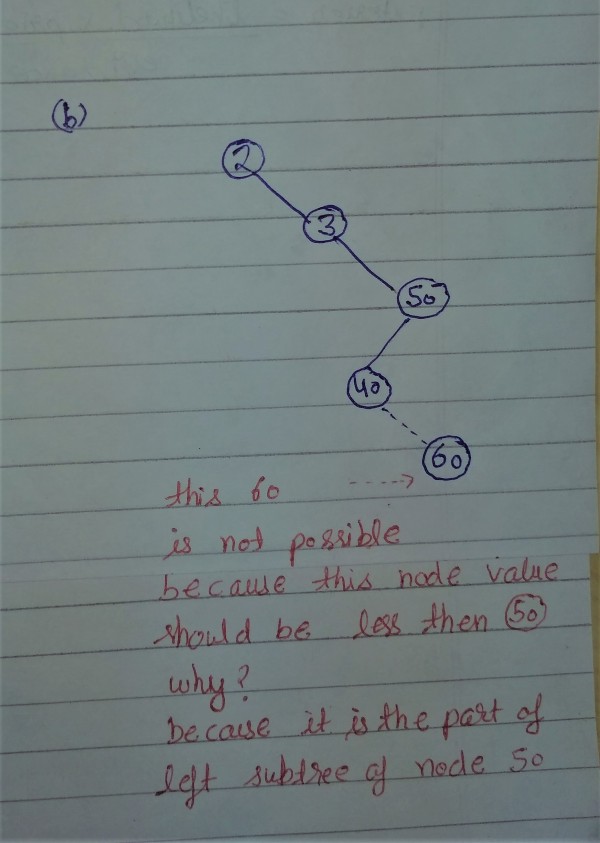 (b)
2
3
50
40
60
this 60 ----->
is not possible
because this node value
should be less then 50
why?
because it is the part of
left subtree of node 50